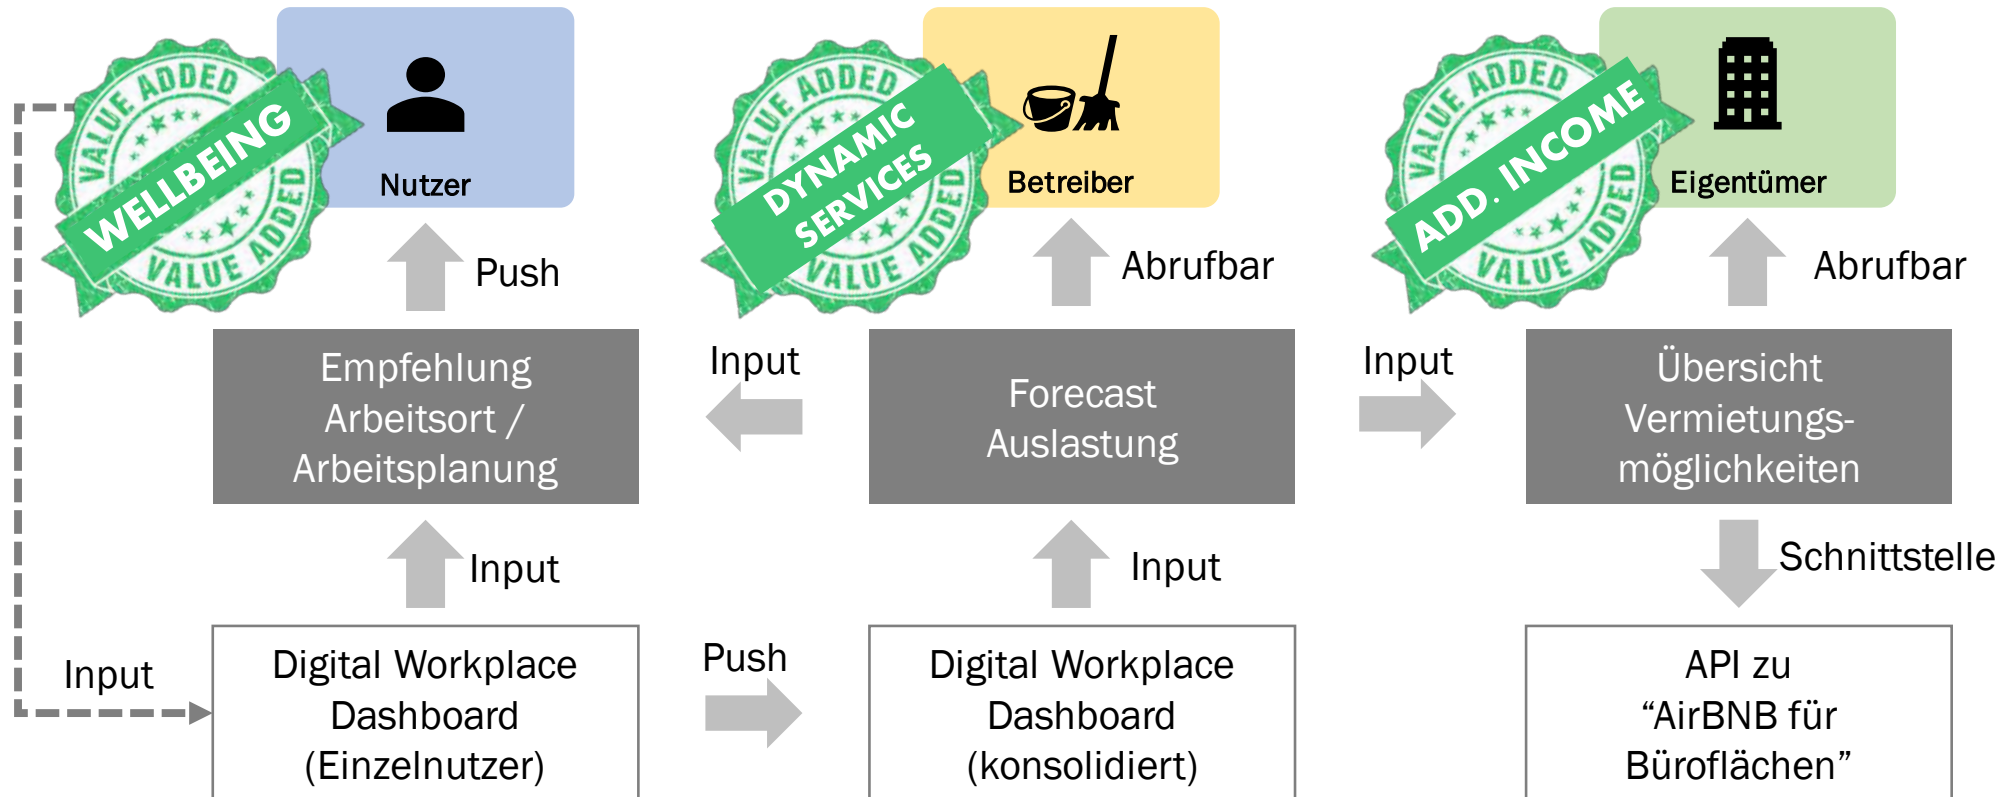 VALUE ADDED
WELLBEING
VALUE ADDED
Nutzer
VALUE ADDED
DYNAMIC
SERVICES
VALUE ADDED
Betreiber
VALUE ADDED
ADD. INCOME
VALUE ADDED
Eigentümer
Push
Abrufbar
Abrufbar
Empfehlung
Arbeitsort /
Arbeitsplanung
Input
Forecast
Auslastung
Input
Übersicht
Vermietungs-
möglichkeiten
Input
Input
Schnittstelle
Input
Digital Workplace
Dashboard
(Einzelnutzer)
Push
Digital Workplace
Dashboard
(konsolidiert)
API zu
“AirBNB für
Büroflächen”